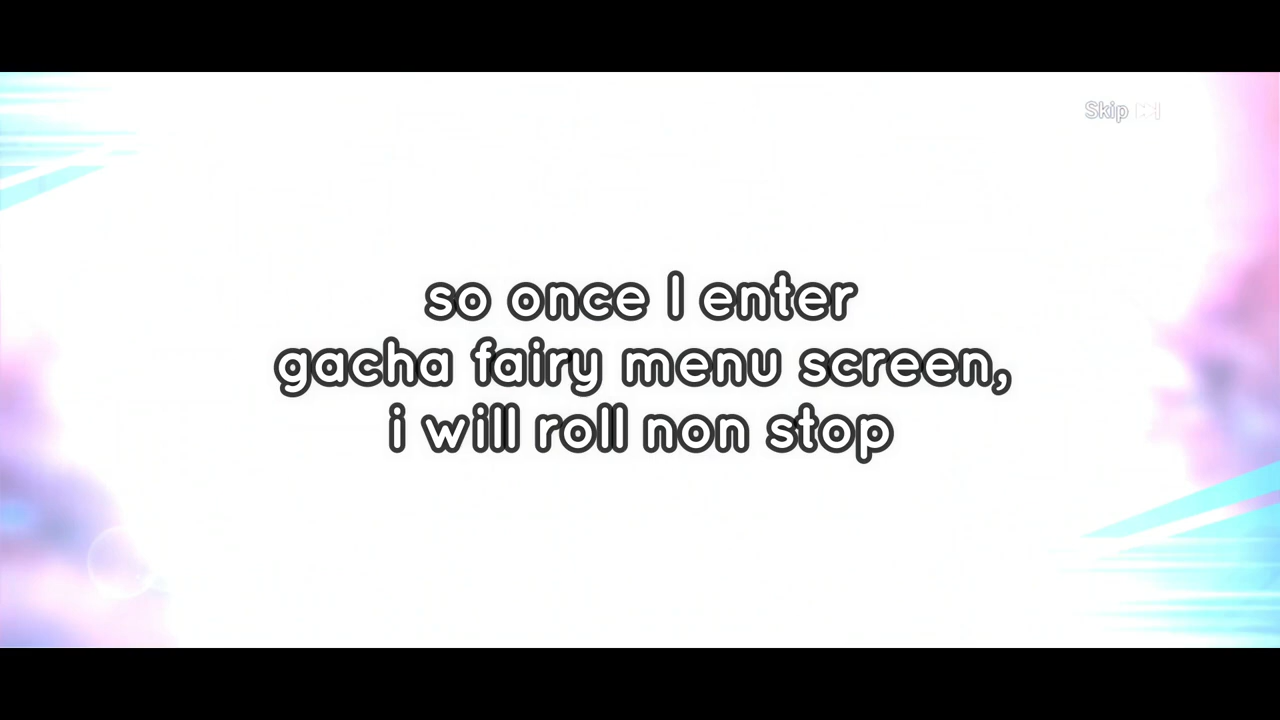 Skip
so once I enter
gacha fairy menu screen,
i will roll non stop